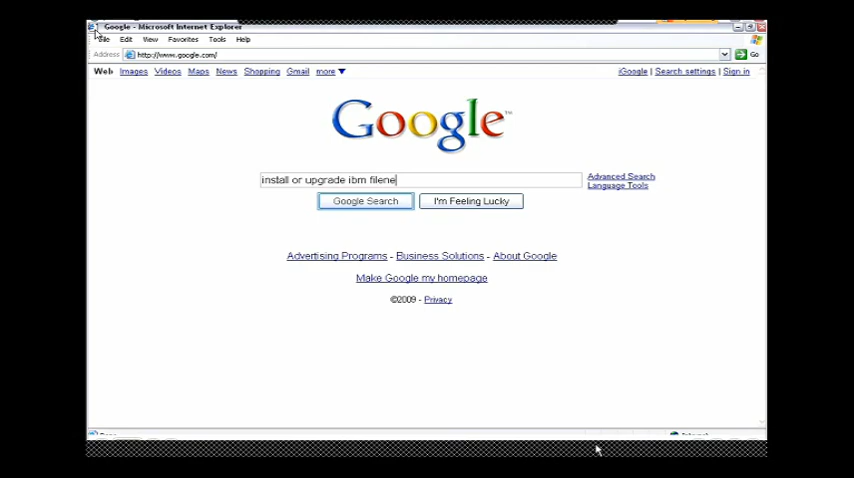 Google - Microsoft Internet Explorer
File Edit View Favorites Tools Help
Address http://www.google.com/ Go
Web Images Videos Maps News Shopping Gmail more ▼ iGoogle | Search settings | Sign in
Google™
install or upgrade ibm filene
Advanced Search
Language Tools
Google Search I'm Feeling Lucky
Advertising Programs - Business Solutions - About Google
Make Google my homepage
©2009 - Privacy